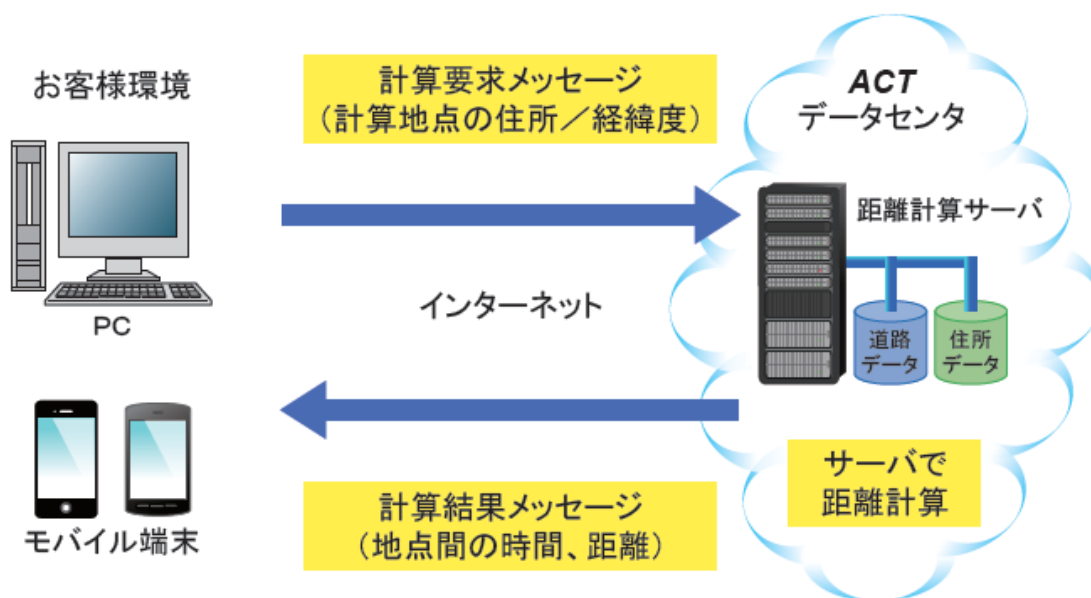 お客様環境
PC
モバイル端末
計算要求メッセージ
（計算地点の住所／経緯度）
インターネット
計算結果メッセージ
（地点間の時間、距離）
ACT
データセンタ
距離計算サーバ
道路
データ
住所
データ
サーバで
距離計算